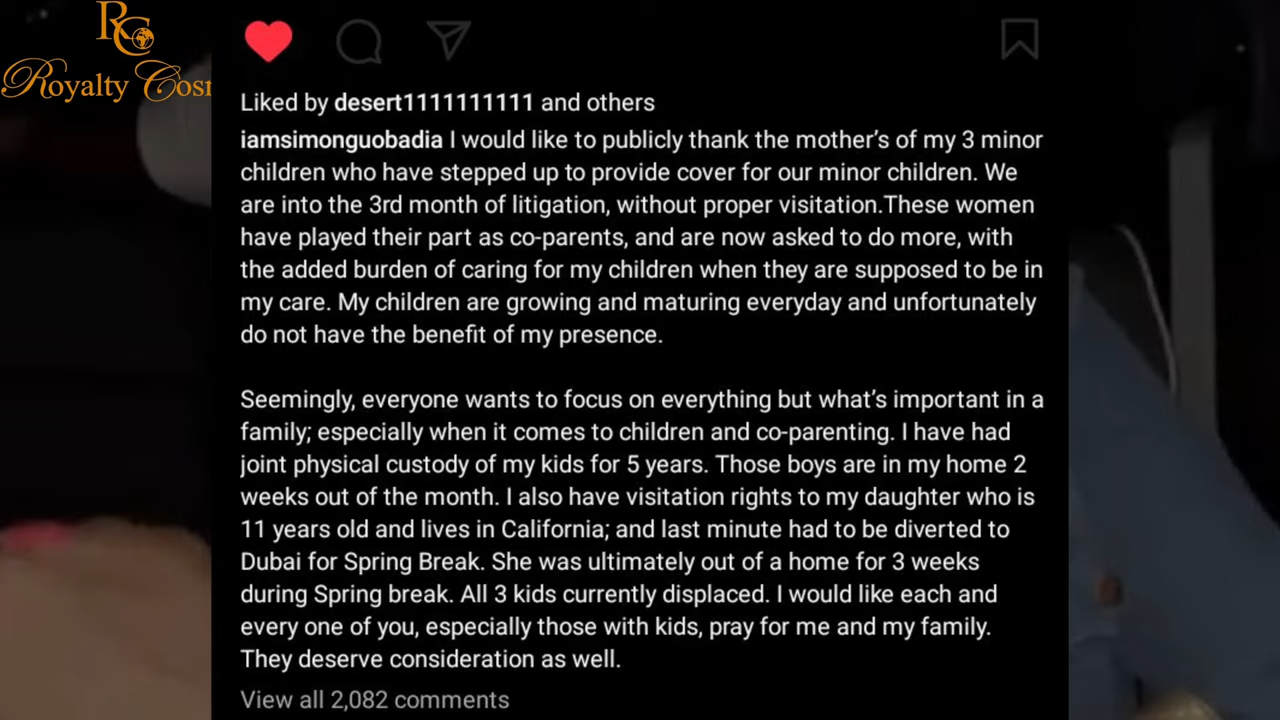 RC
Royalty
Liked by desert1111111111 and others
iamsimonguobadia I would like to publicly thank the mother's of my 3 minor
children who have stepped up to provide cover for our minor children. We
are into the 3rd month of litigation, without proper visitation.These women
have played their part as co-parents, and are now asked to do more, with
the added burden of caring for my children when they are supposed to be in
my care. My children are growing and maturing everyday and unfortunately
do not have the benefit of my presence.
Seemingly, everyone wants to focus on everything but what's important in a
family; especially when it comes to children and co-parenting. I have had
joint physical custody of my kids for 5 years. Those boys are in my home 2
weeks out of the month. I also have visitation rights to my daughter who is
11 years old and lives in California; and last minute had to be diverted to
Dubai for Spring Break. She was ultimately out of a home for 3 weeks
during Spring break. All 3 kids currently displaced. I would like each and
every one of you, especially those with kids, pray for me and my family.
They deserve consideration as well.
View all 2,082 comments